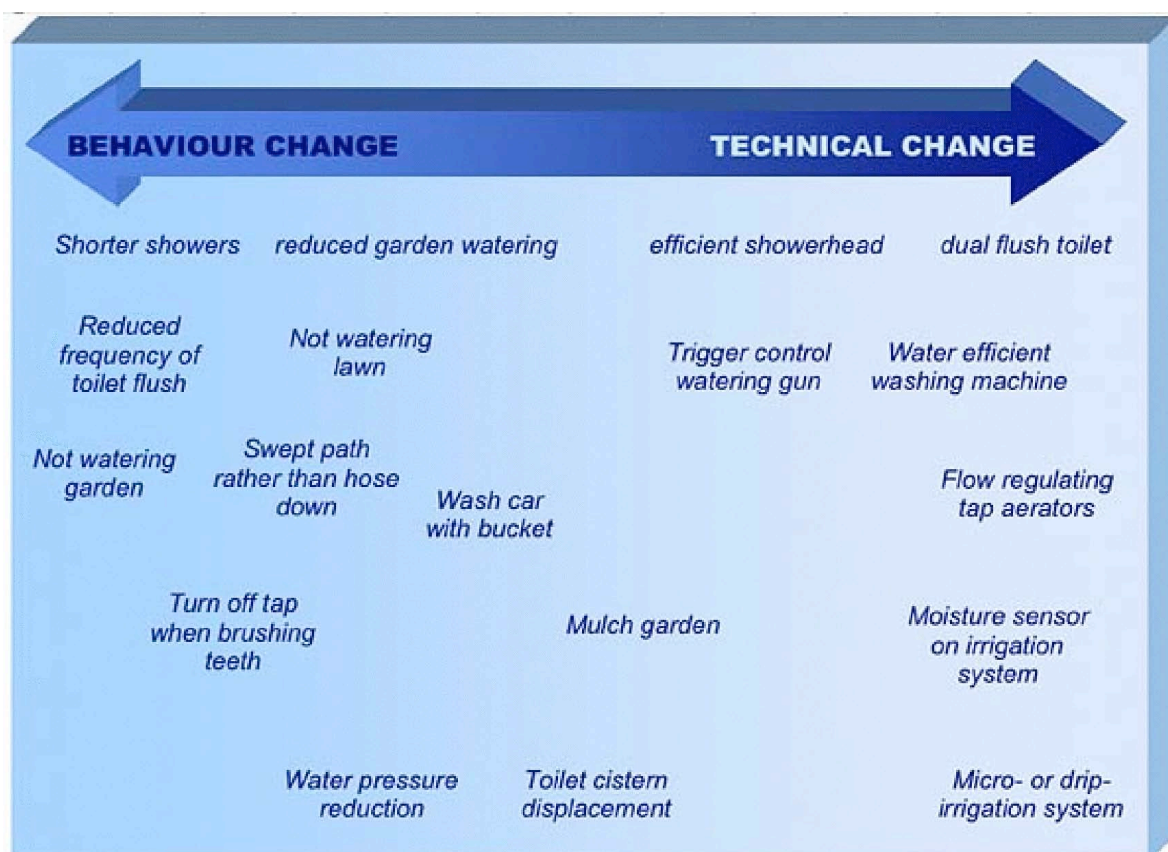 BEHAVIOUR CHANGE
TECHNICAL CHANGE
Shorter showers
reduced garden watering
efficient showerhead
dual flush toilet
Reduced
frequency of
toilet flush
Not watering
lawn
Trigger control
watering gun
Water efficient
washing machine
Not watering
garden
Swept path
rather than hose
down
Wash car
with bucket
Flow regulating
tap aerators
Turn off tap
when brushing
teeth
Mulch garden
Moisture sensor
on irrigation
system
Water pressure
reduction
Toilet cistern
displacement
Micro- or drip-
irrigation system